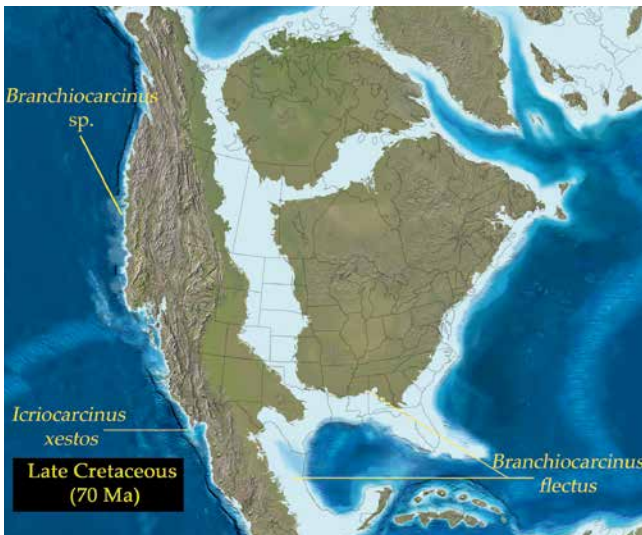 Branchiocarcinus
sp.
Icriocarcinus
xestos
Late Cretaceous
(70 Ma)
Branchiocarcinus
flectus